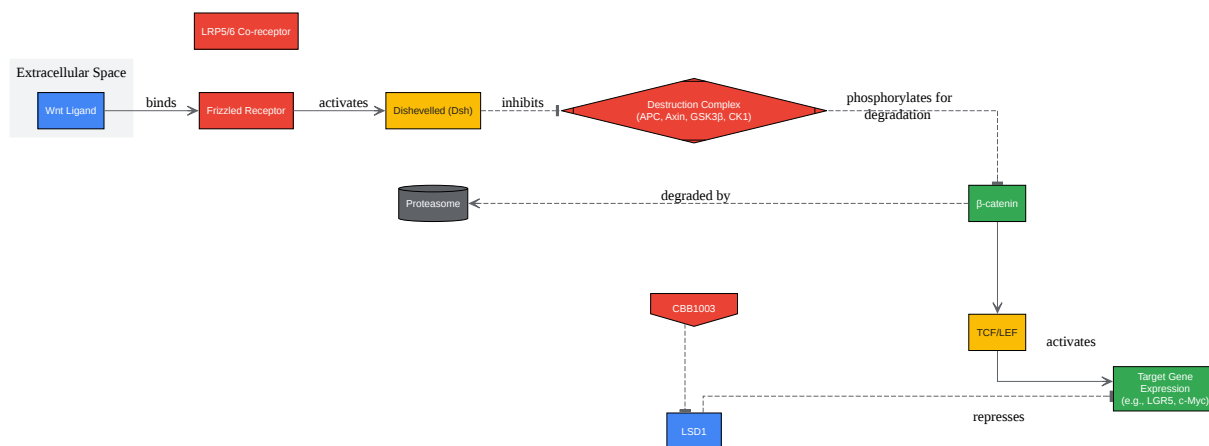 LRP5/6 Co-receptor
Extracellular Space
Wnt Ligand
binds
Frizzled Receptor
activates
Dishevelled (Dsh)
inhibits
Destruction Complex
(APC, Axin, GSK3β, CK1)
phosphorylates for
degradation
Proteasome
degraded by
β-catenin
CBB1003
TCF/LEF
activates
Target Gene
Expression
(e.g., LGR5, c-Myc)
represses
LSD1